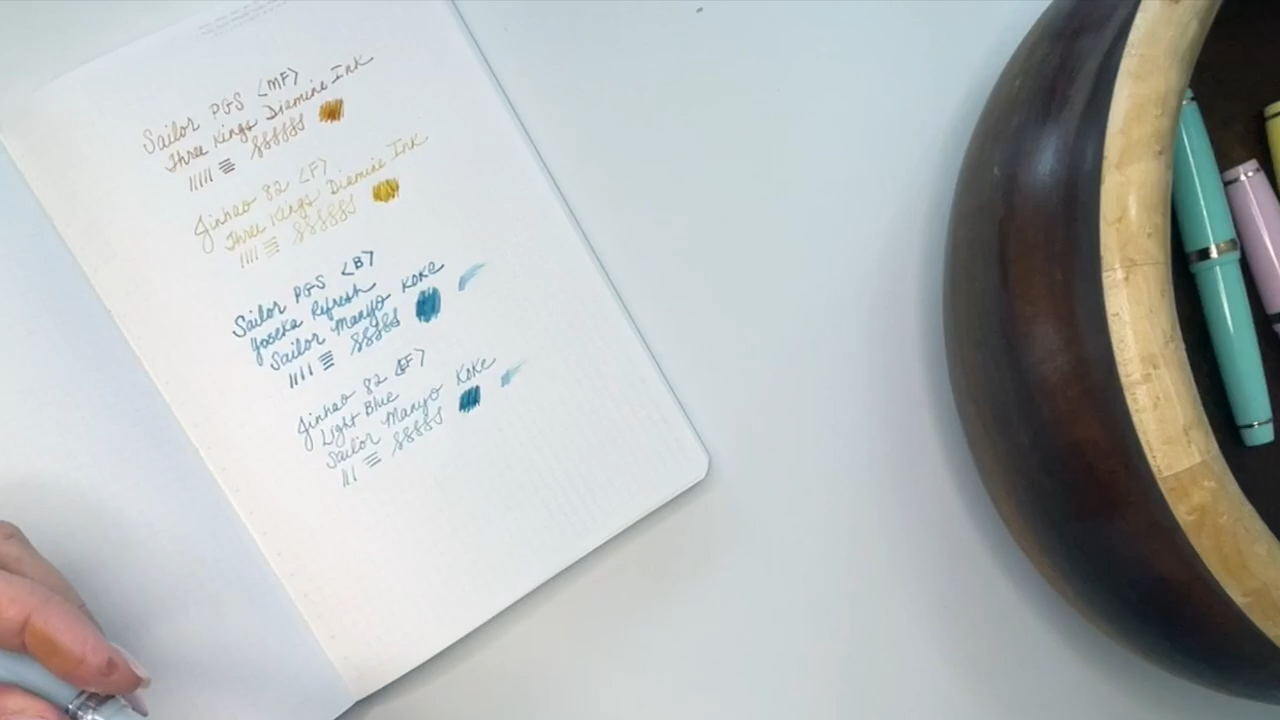 Sailor PGS <MF>
Three Kings Diamine Ink
Jinhao 82 <F>
Three Kings Diamine Ink
Sailor PGS <B>
Yoseka Refresh
Sailor Manyo Koke
Jinhao 82 <EF>
Light Blue
Sailor Manyo Koke